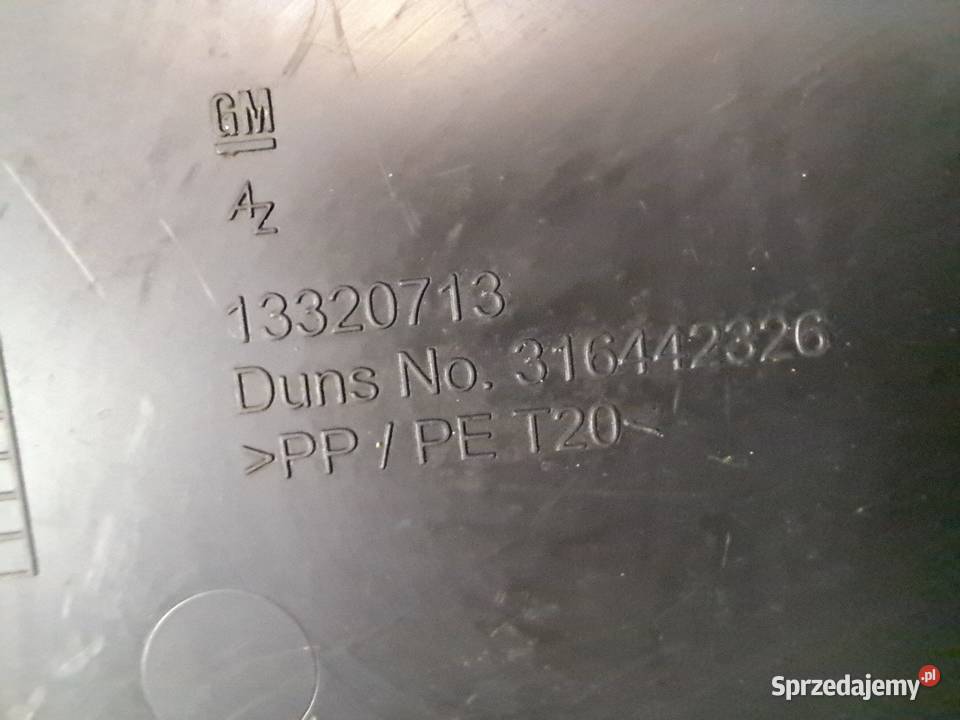 GM
AZ
13320713
Duns No. 316442326
>PP / PE T20<
Sprzedajemy.pl